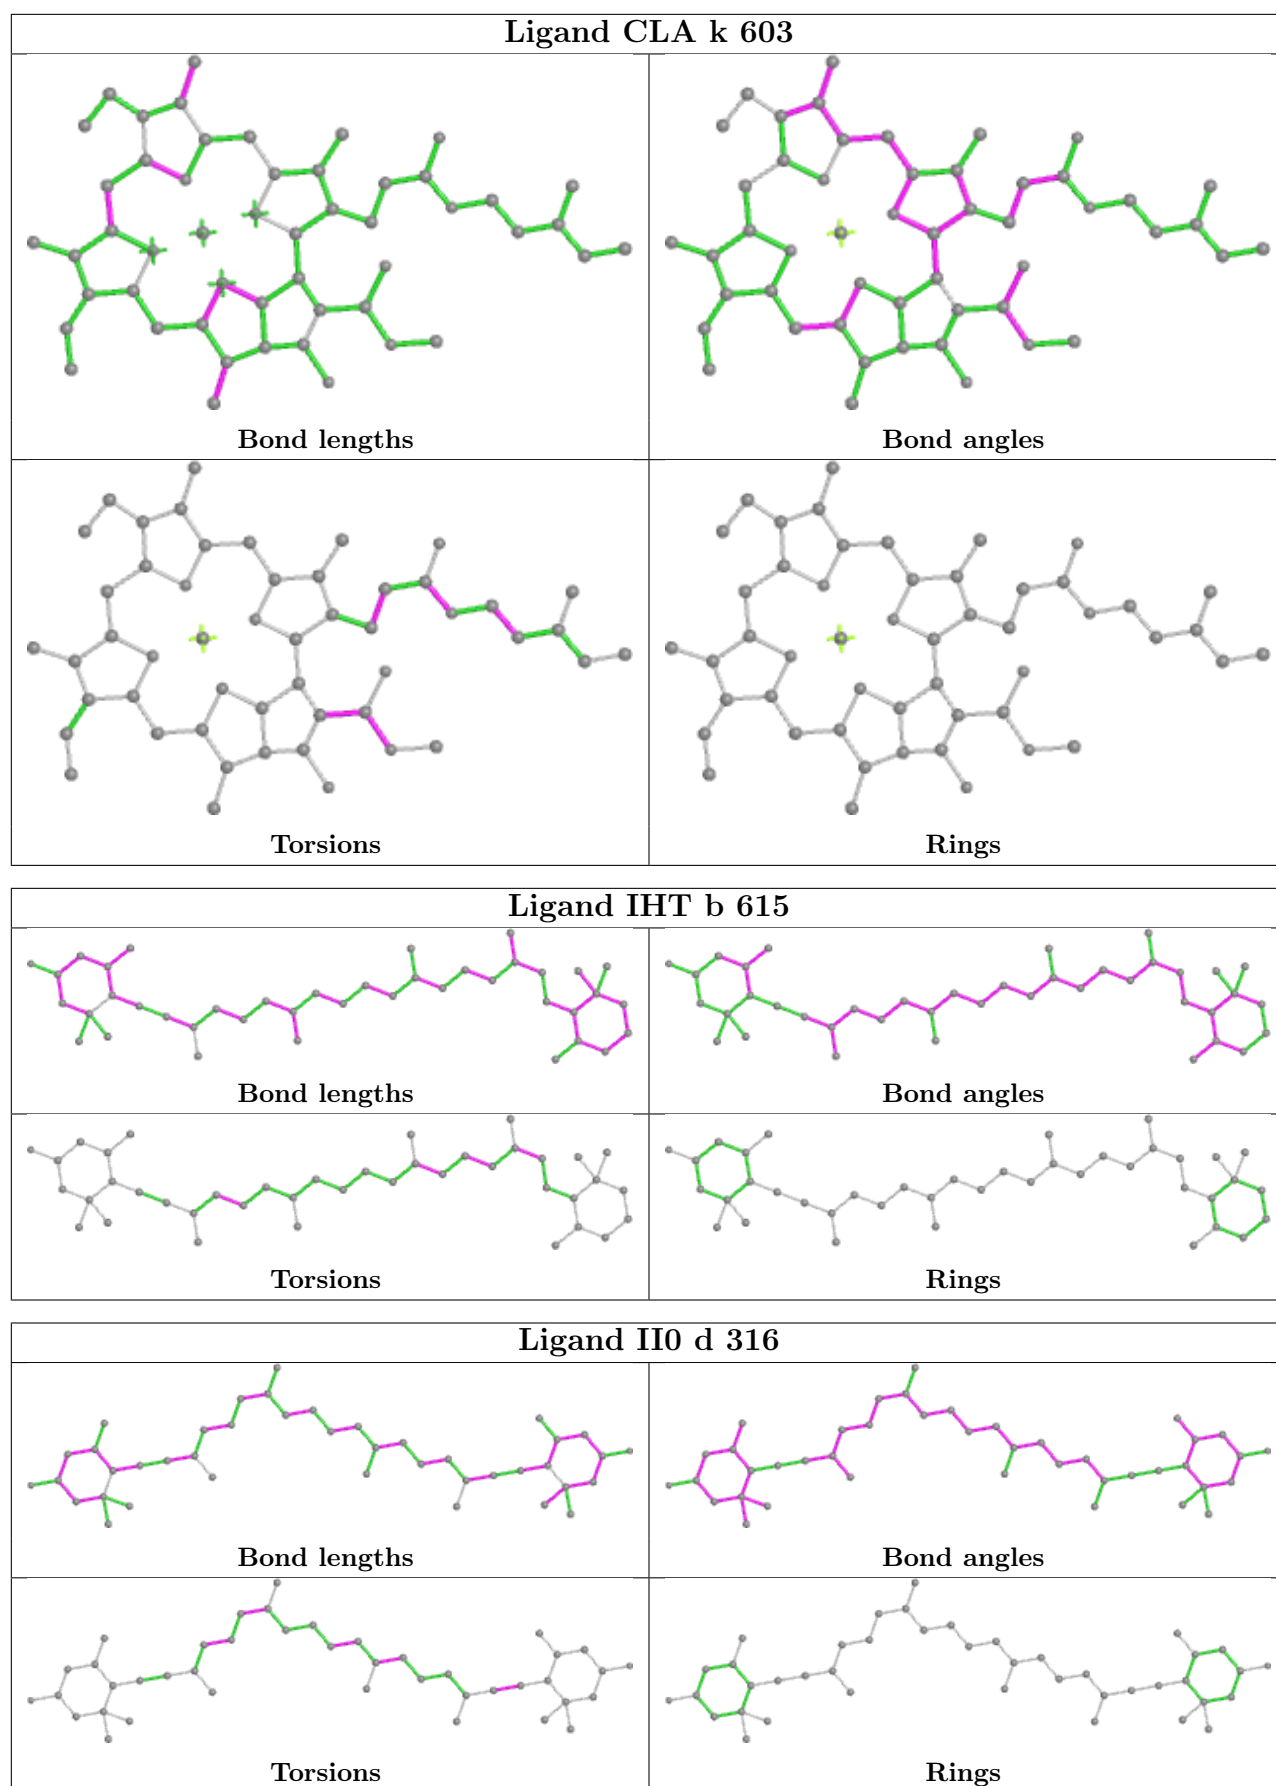 Ligand CLA k 603
Bond lengths
Bond angles
Torsions
Rings
Ligand IHT b 615
Bond lengths
Bond angles
Torsions
Rings
Ligand II0 d 316
Bond lengths
Bond angles
Torsions
Rings